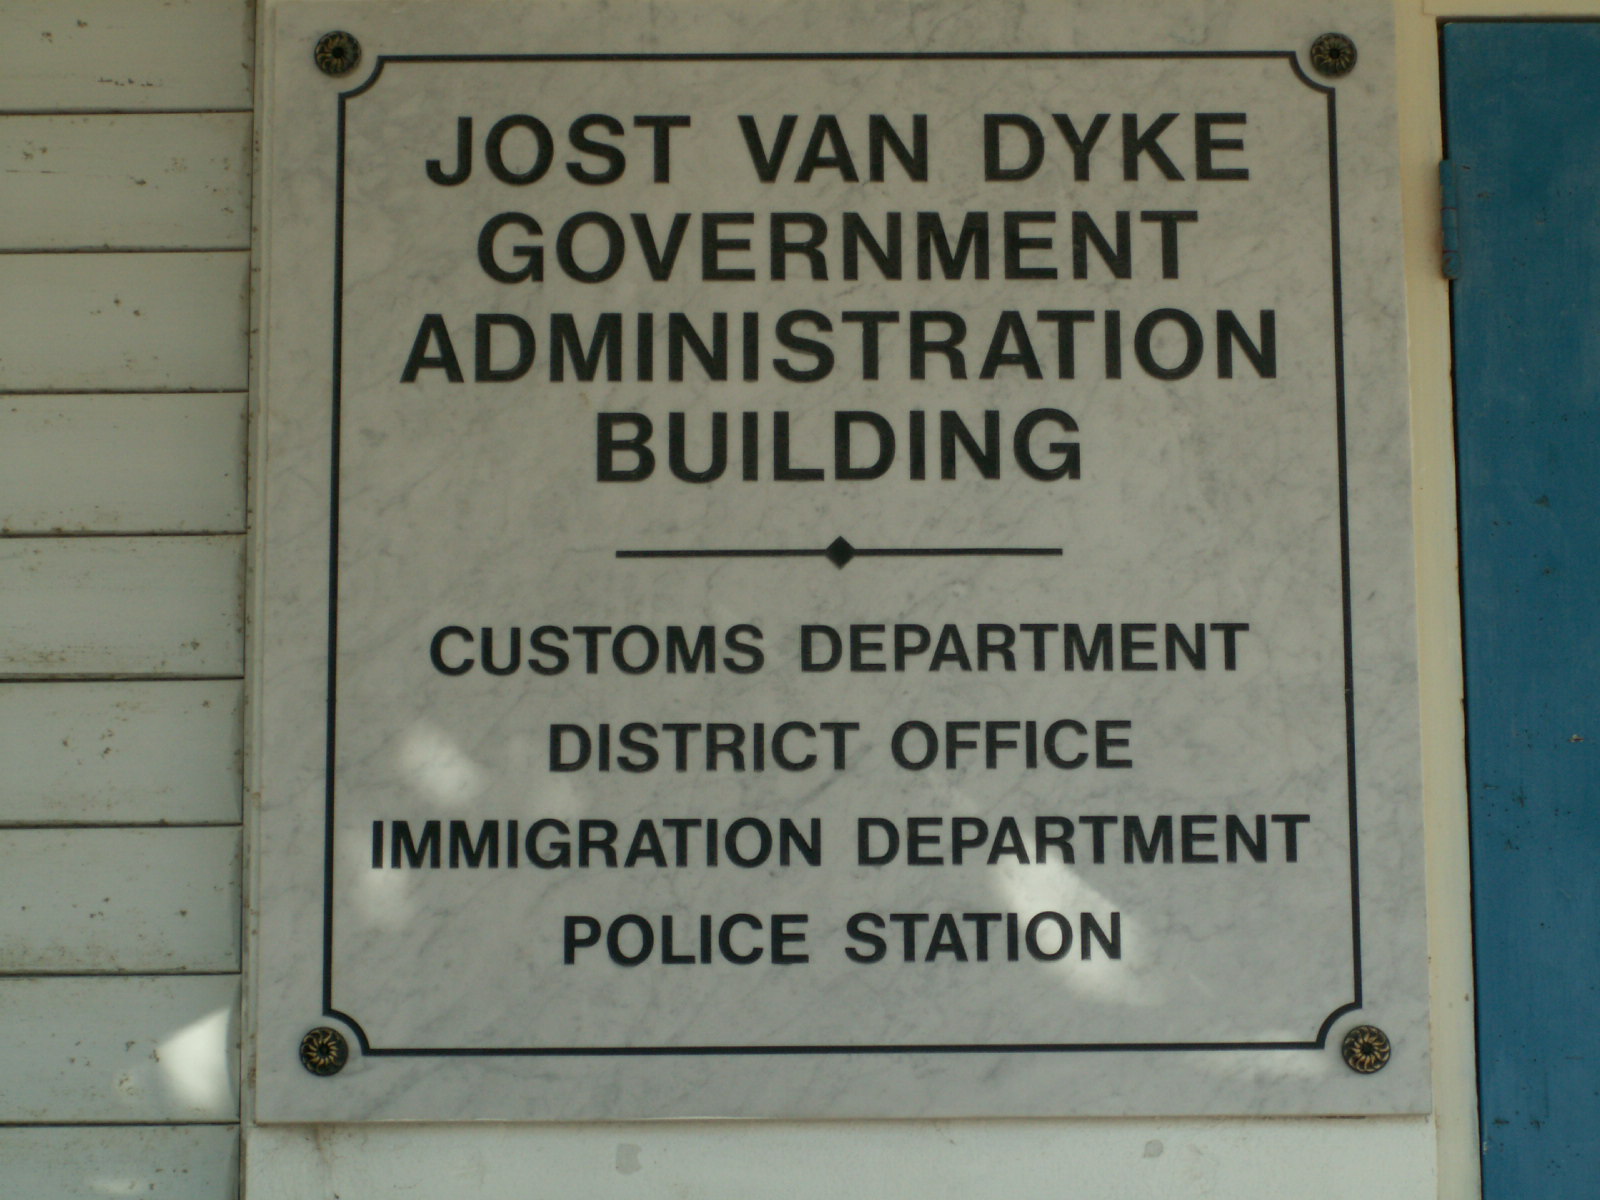 JOST VAN DYKE
GOVERNMENT
ADMINISTRATION
BUILDING
CUSTOMS DEPARTMENT
DISTRICT OFFICE
IMMIGRATION DEPARTMENT
POLICE STATION